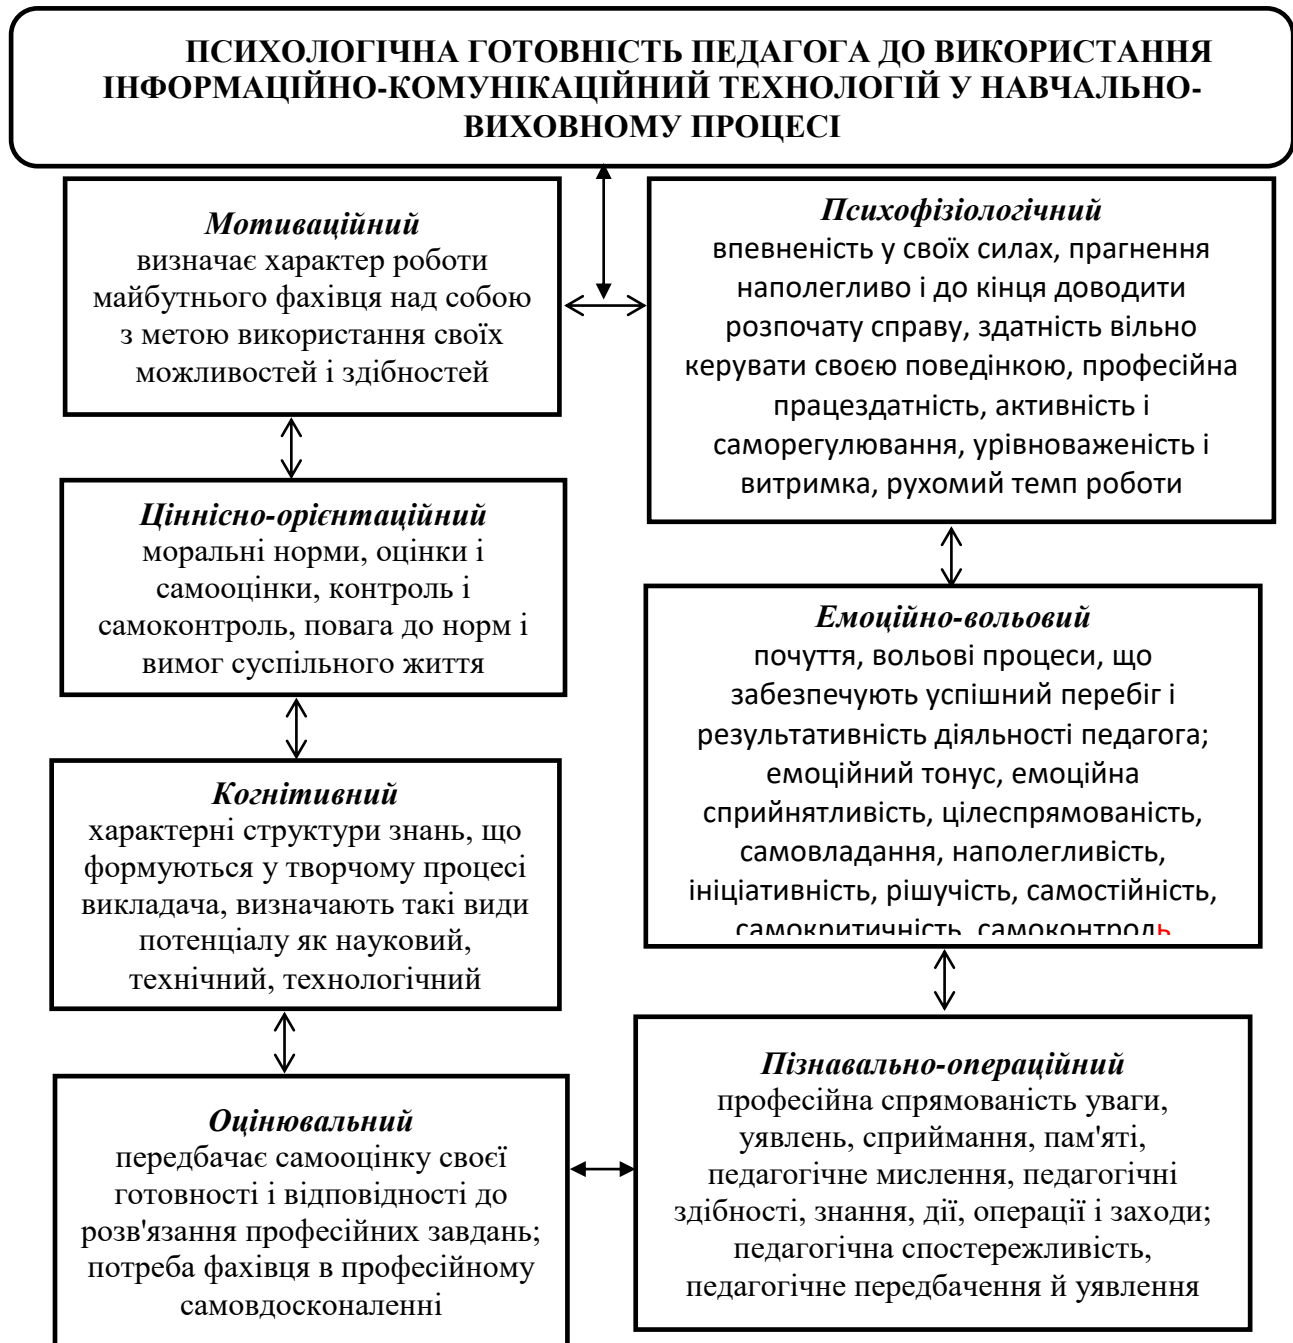 ПСИХОЛОГІЧНА ГОТОВНІСТЬ ПЕДАГОГА ДО ВИКОРИСТАННЯ
ІНФОРМАЦІЙНО-КОМУНІКАЦІЙНИЙ ТЕХНОЛОГІЙ У НАВЧАЛЬНО-
ВИХОВНОМУ ПРОЦЕСІ
Мотиваційний
визначає характер роботи
майбутнього фахівця над собою
з метою використання своїх
можливостей і здібностей
Психофізіологічний
впевненість у своїх силах, прагнення
наполегливо і до кінця доводити
розпочату справу, здатність вільно
керувати своєю поведінкою, професійна
працездатність, активність і
саморегулювання, урівноваженість і
витримка, рухомий темп роботи
Ціннісно-орієнтаційний
моральні норми, оцінки і
самооцінки, контроль і
самоконтроль, повага до норм і
вимог суспільного життя
Емоційно-вольовий
почуття, вольові процеси, що
забезпечують успішний перебіг і
результативність діяльності педагога;
емоційний тонус, емоційна
сприйнятливість, цілеспрямованість,
самовладання, наполегливість,
ініціативність, рішучість, самостійність,
самокритичність, самоконтроль
Когнітивний
характерні структури знань, що
формуються у творчому процесі
викладача, визначають такі види
потенціалу як науковий,
технічний, технологічний
Пізнавально-операційний
професійна спрямованість уваги,
уявлень, сприймання, пам'яті,
педагогічне мислення, педагогічні
здібності, знання, дії, операції і заходи;
педагогічна спостережливість,
педагогічне передбачення й уявлення
Оцінювальний
передбачає самооцінку своєї
готовності і відповідності до
розв'язання професійних завдань;
потреба фахівця в професійному
самовдосконаленні